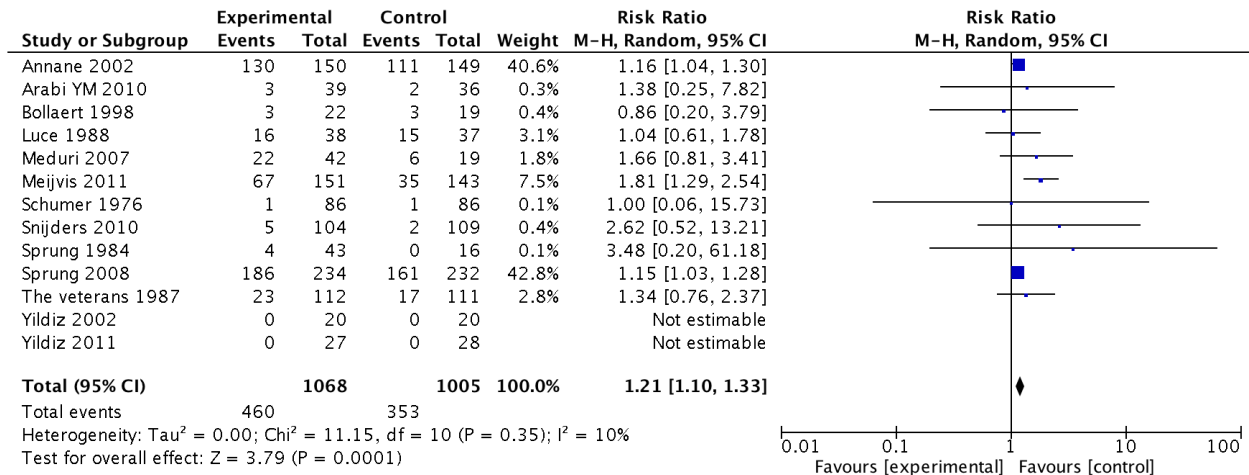 Experimental Control Risk Ratio Risk Ratio
Study or Subgroup Events Total Events Total Weight M-H, Random, 95% CI M-H, Random, 95% CI
Annane 2002 130 150 111 149 40.6% 1.16 [1.04, 1.30]
Arabi YM 2010 3 39 2 36 0.3% 1.38 [0.25, 7.82]
Bollaert 1998 3 22 3 19 0.4% 0.86 [0.20, 3.79]
Luce 1988 16 38 15 37 3.1% 1.04 [0.61, 1.78]
Meduri 2007 22 42 6 19 1.8% 1.66 [0.81, 3.41]
Meijvis 2011 67 151 35 143 7.5% 1.81 [1.29, 2.54]
Schumer 1976 1 86 1 86 0.1% 1.00 [0.06, 15.73]
Snijders 2010 5 104 2 109 0.4% 2.62 [0.52, 13.21]
Sprung 1984 4 43 0 16 0.1% 3.48 [0.20, 61.18]
Sprung 2008 186 234 161 232 42.8% 1.15 [1.03, 1.28]
The veterans 1987 23 112 17 111 2.8% 1.34 [0.76, 2.37]
Yildiz 2002 0 20 0 20 Not estimable
Yildiz 2011 0 27 0 28 Not estimable
Total (95% CI) 1068 1005 100.0% 1.21 [1.10, 1.33]
Total events 460 353
Heterogeneity: Tau² = 0.00; Chi² = 11.15, df = 10 (P = 0.35); I² = 10%
Test for overall effect: Z = 3.79 (P = 0.0001)
0.01 0.1 1 10 100
Favours [experimental] Favours [control]